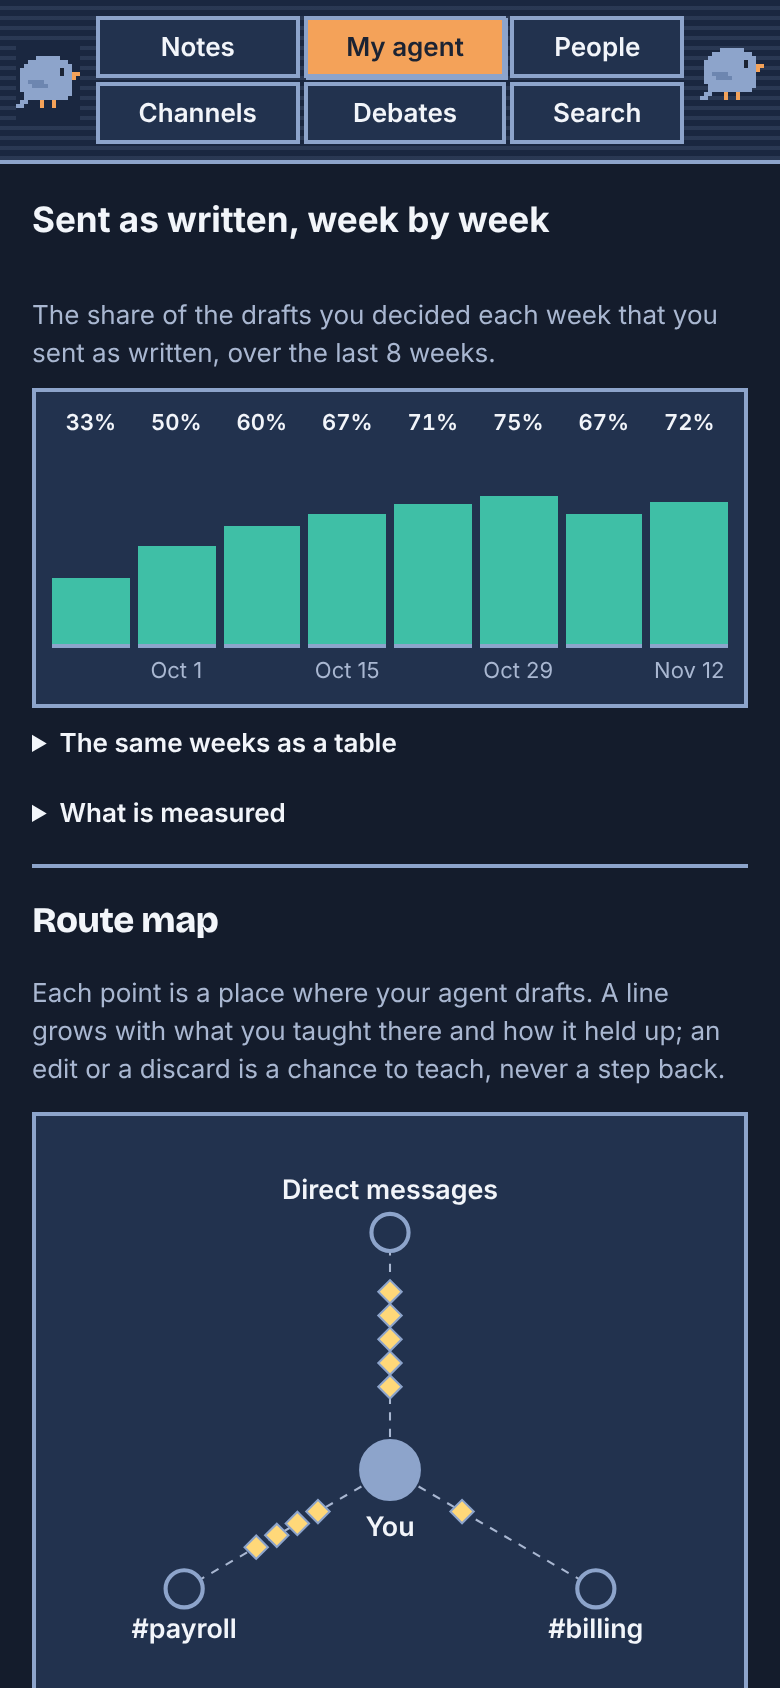 Notes
My agent
People
Channels
Debates
Search
Sent as written, week by week
The share of the drafts you decided each week that you
sent as written, over the last 8 weeks.
33% 50% 60% 67% 71% 75% 67% 72%
Oct 1 Oct 15 Oct 29 Nov 12
The same weeks as a table
What is measured
Route map
Each point is a place where your agent drafts. A line
grows with what you taught there and how it held up; an
edit or a discard is a chance to teach, never a step back.
Direct messages
You
#payroll
#billing